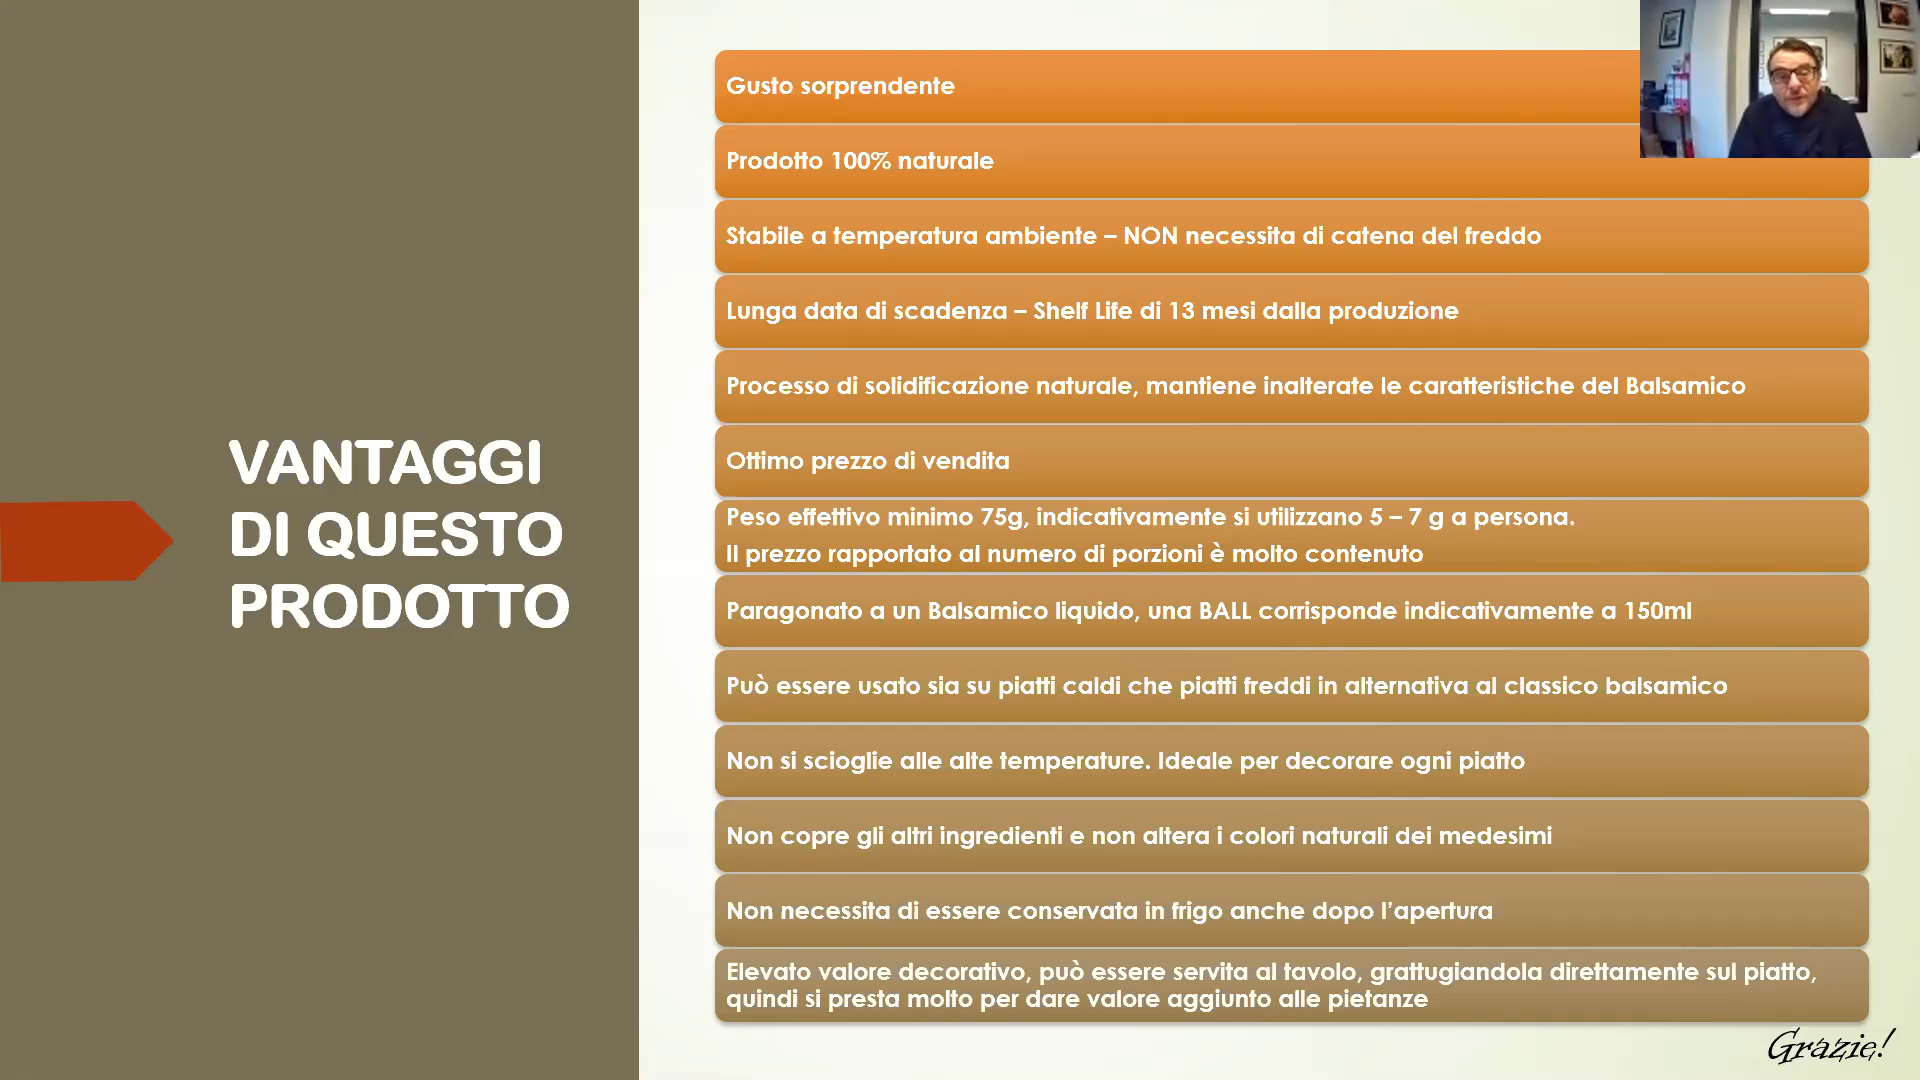 VANTAGGI
DI QUESTO
PRODOTTO
Gusto sorprendente
Prodotto 100% naturale
Stabile a temperatura ambiente – NON necessita di catena del freddo
Lunga data di scadenza – Shelf Life di 13 mesi dalla produzione
Processo di solidificazione naturale, mantiene inalterate le caratteristiche del Balsamico
Ottimo prezzo di vendita
Peso effettivo minimo 75g, indicativamente si utilizzano 5 – 7 g a persona.
Il prezzo rapportato al numero di porzioni è molto contenuto
Paragonato a un Balsamico liquido, una BALL corrisponde indicativamente a 150ml
Può essere usato sia su piatti caldi che piatti freddi in alternativa al classico balsamico
Non si scioglie alle alte temperature. Ideale per decorare ogni piatto
Non copre gli altri ingredienti e non altera i colori naturali dei medesimi
Non necessita di essere conservata in frigo anche dopo l’apertura
Elevato valore decorativo, può essere servita al tavolo, grattugiandola direttamente sul piatto,
quindi si presta molto per dare valore aggiunto alle pietanze
Grazie!